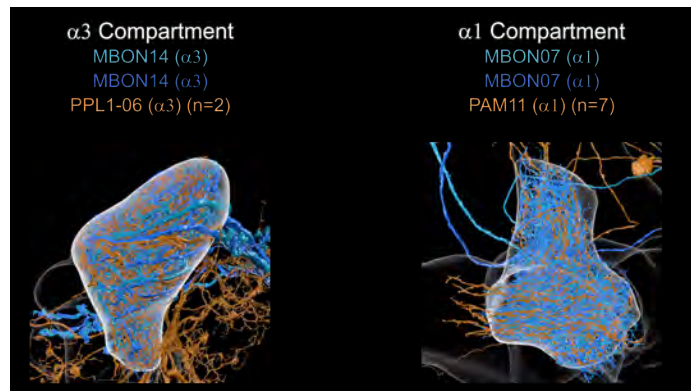 α3 Compartment
MBON14 (α3)
MBON14 (α3)
PPL1-06 (α3) (n=2)
α1 Compartment
MBON07 (α1)
MBON07 (α1)
PAM11 (α1) (n=7)